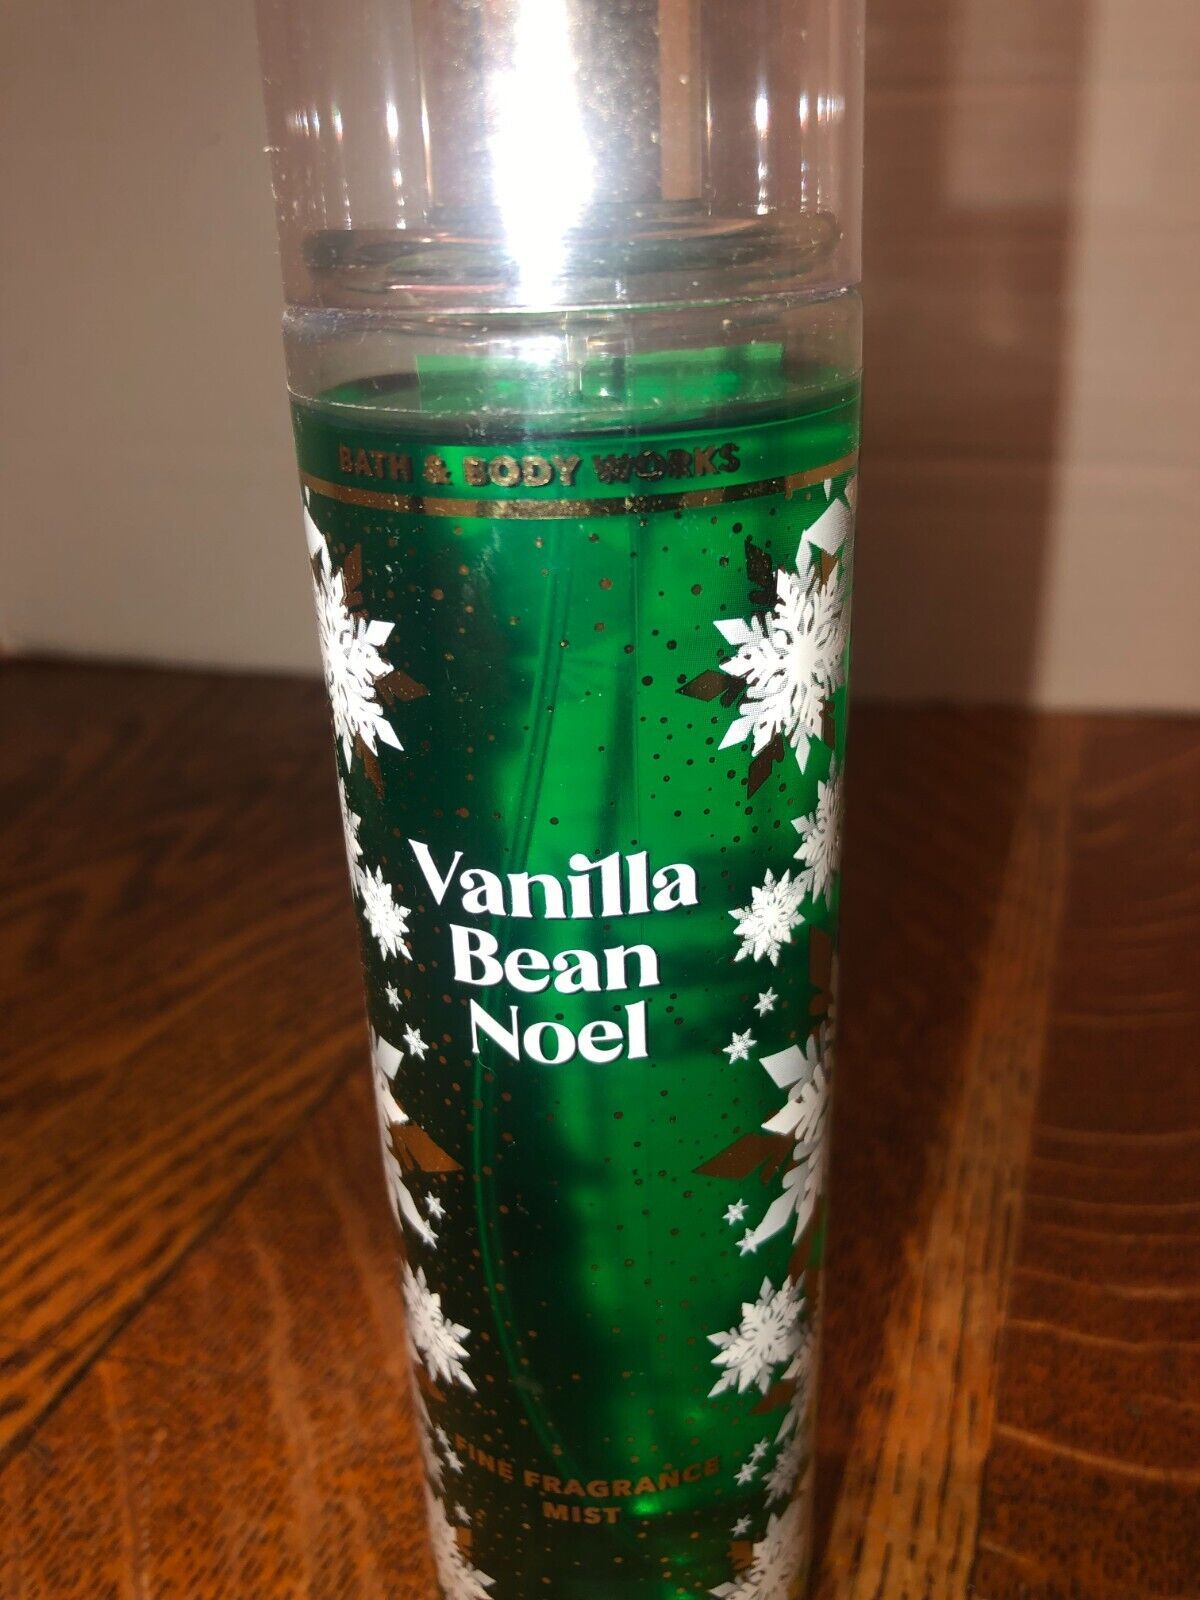 BATH & BODY WORKS
Vanilla
Bean
Noel
FINE FRAGRANCE
MIST